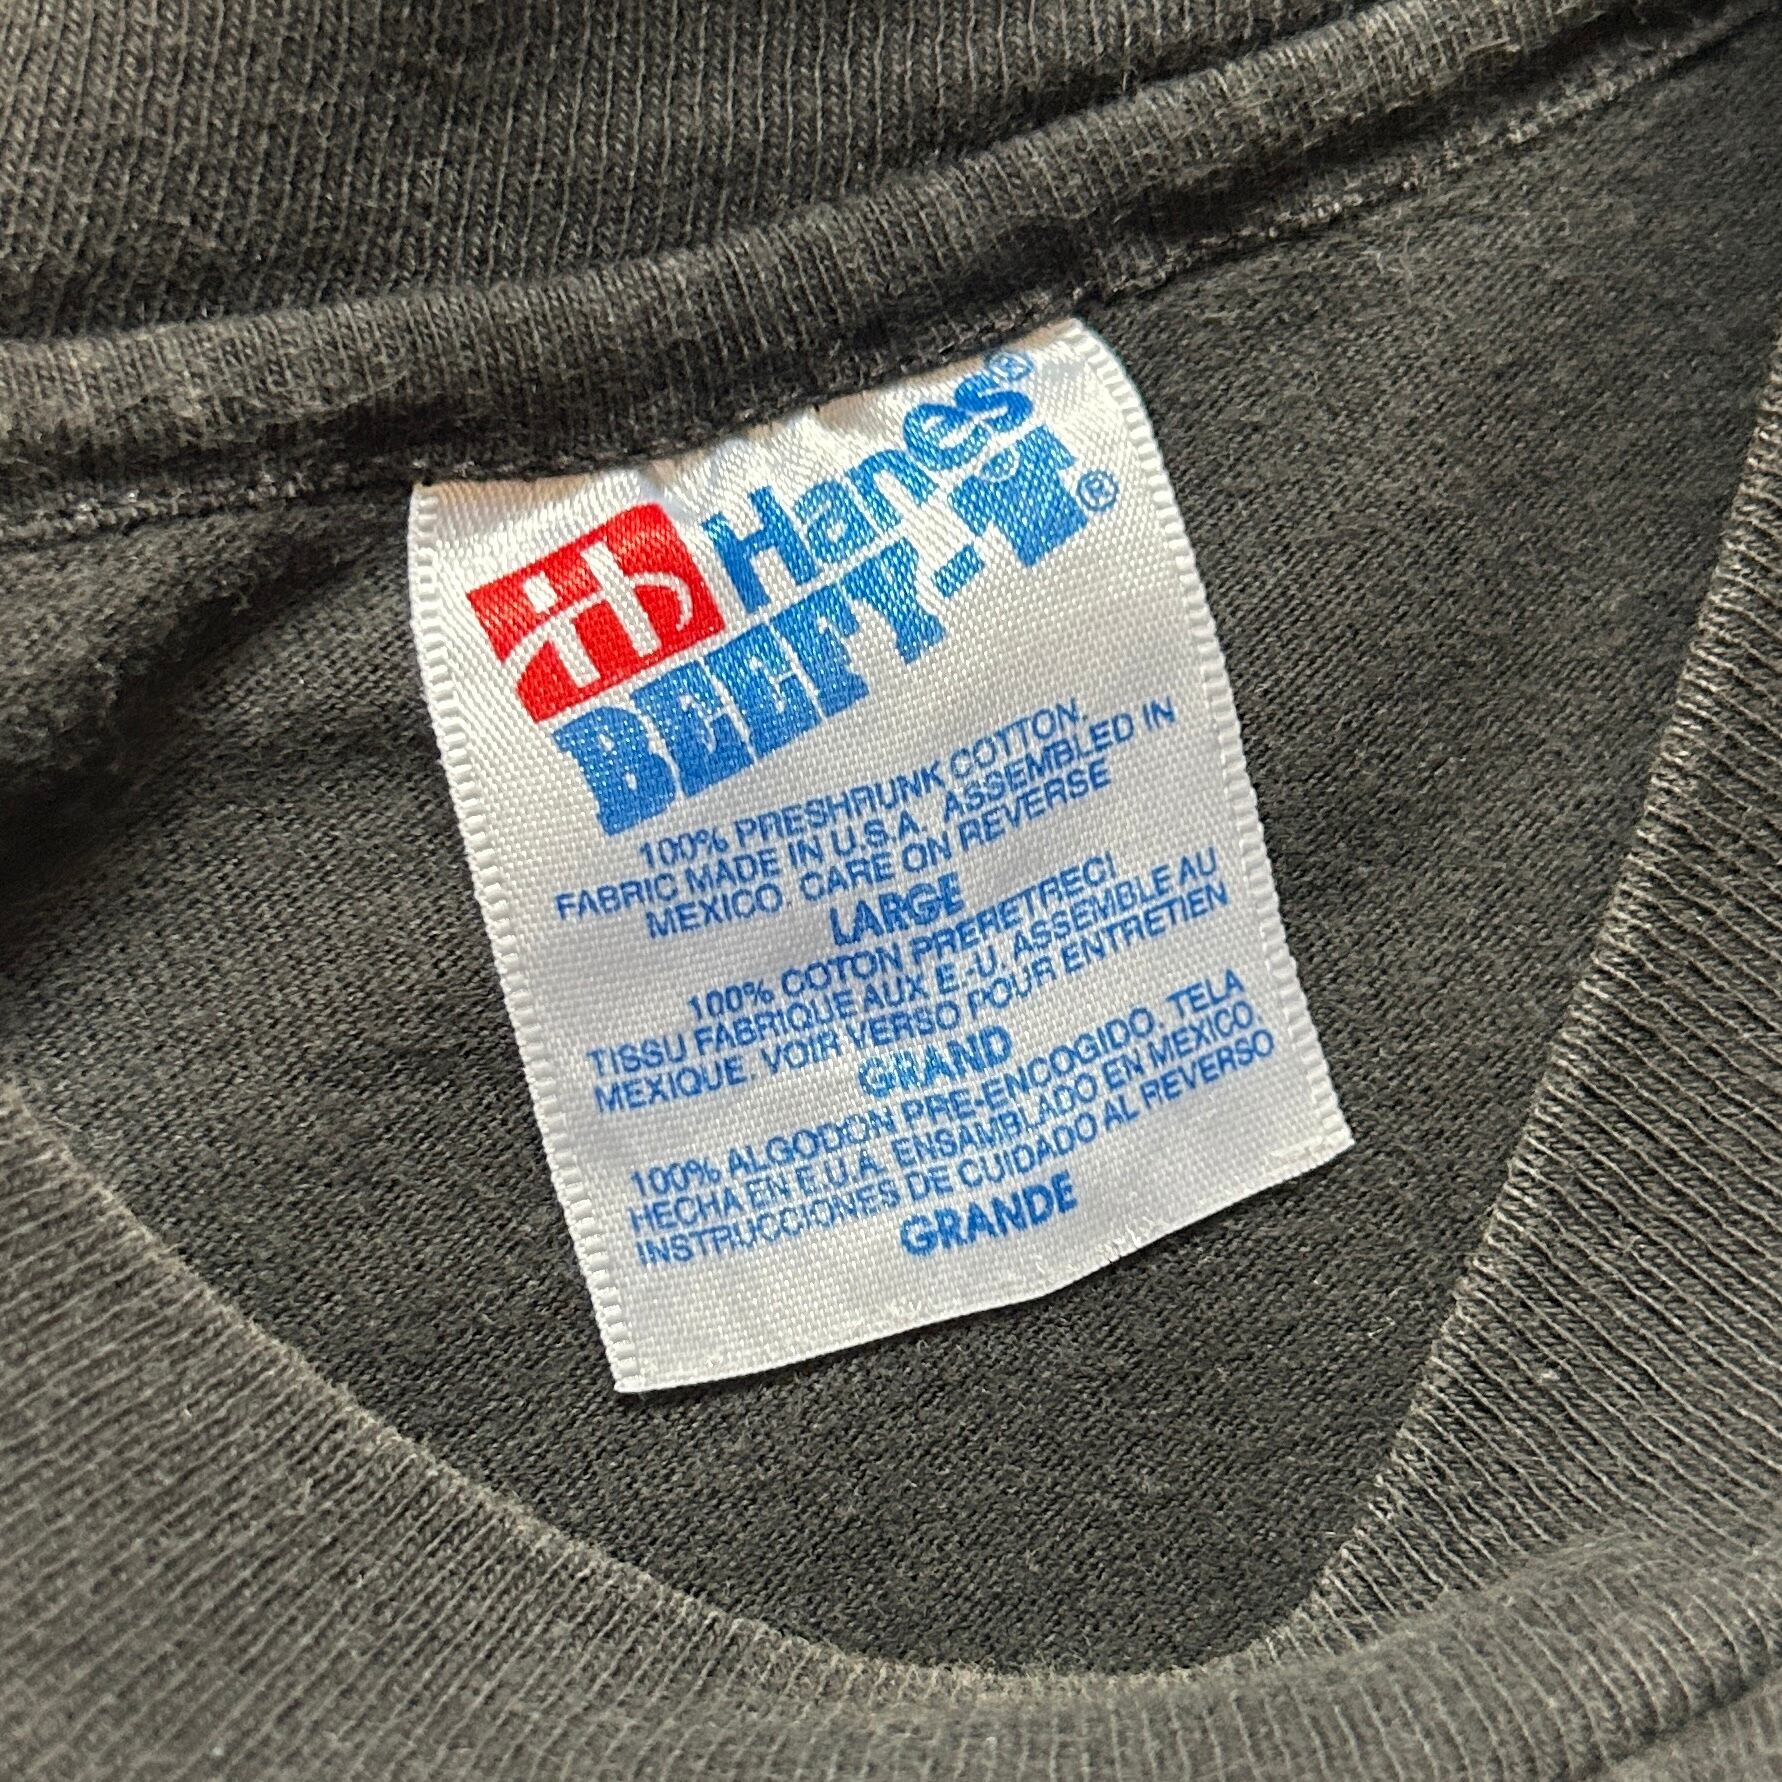 Hanes®
BEEFY-T®
100% PRESHRUNK COTTON.
FABRIC MADE IN U.S.A. ASSEMBLED IN
MEXICO. CARE ON REVERSE
LARGE
100% COTON PRERETRECI
TISSU FABRIQUE AUX E.-U. ASSEMBLE AU
MEXIQUE. VOIR VERSO POUR ENTRETIEN
GRAND
100% ALGODON PRE-ENCOGIDO. TELA
HECHA EN E.U.A. ENSAMBLADO EN MEXICO.
INSTRUCCIONES DE CUIDADO AL REVERSO
GRANDE